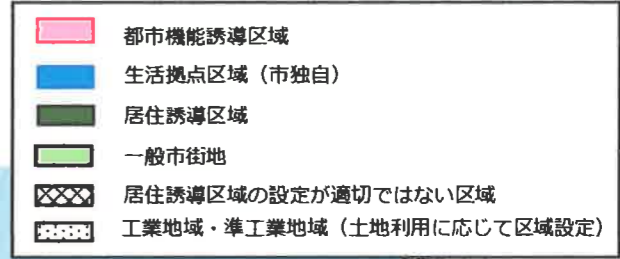 都市機能誘導区域
生活拠点区域（市独自）
居住誘導区域
一般市街地
居住誘導区域の設定が適切ではない区域
工業地域・準工業地域（土地利用に応じて区域設定）